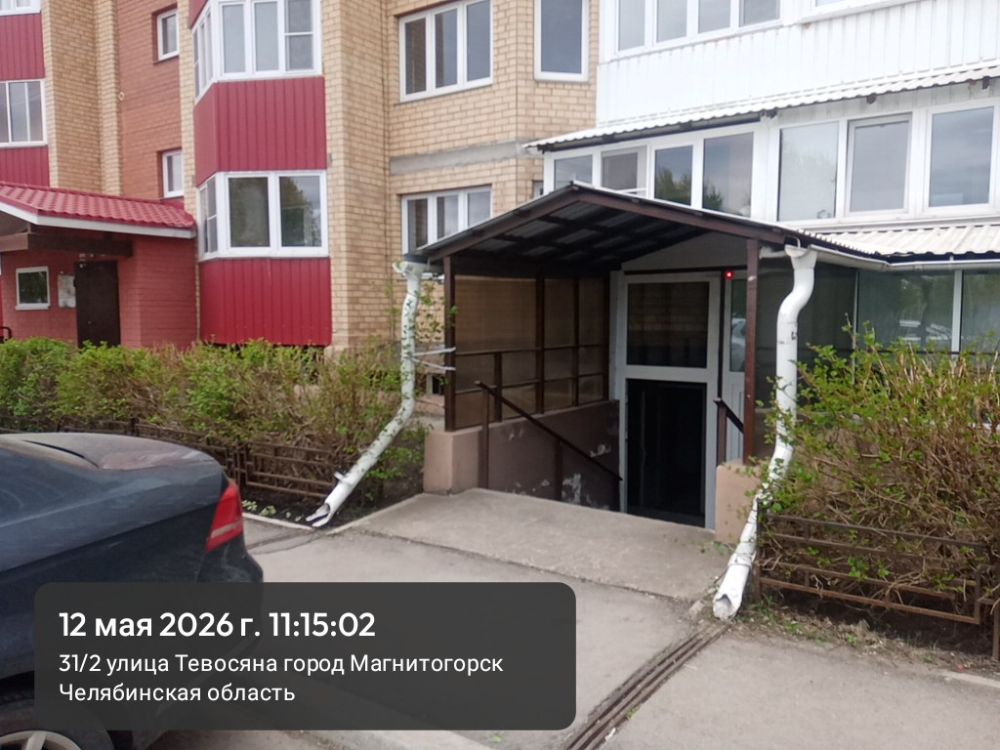 12 мая 2026 г. 11:15:02
31/2 улица Тевосяна город Магнитогорск
Челябинская область